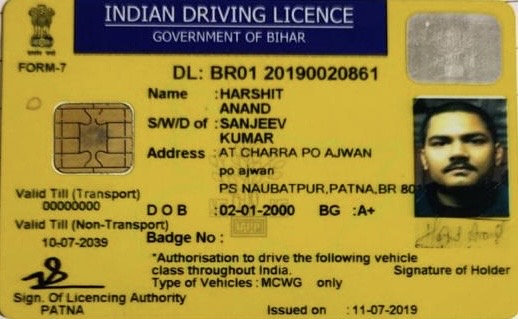 INDIAN DRIVING LICENCE
GOVERNMENT OF BIHAR
FORM-7
DL: BR01 20190020861
Name :HARSHIT
ANAND
S/W/D of :SANJEEV
KUMAR
Address :AT CHARRA PO AJWAN
po ajwan
PS NAUBATPUR,PATNA,BR
Valid Till (Transport)
00000000
D O B :02-01-2000 BG :A+
Valid Till (Non-Transport)
10-07-2039
Badge No :
"Authorisation to drive the following vehicle
class throughout India.
Type of Vehicles : MCWG only
Signature of Holder
Sign. Of Licencing Authority
PATNA
Issued on :11-07-2019